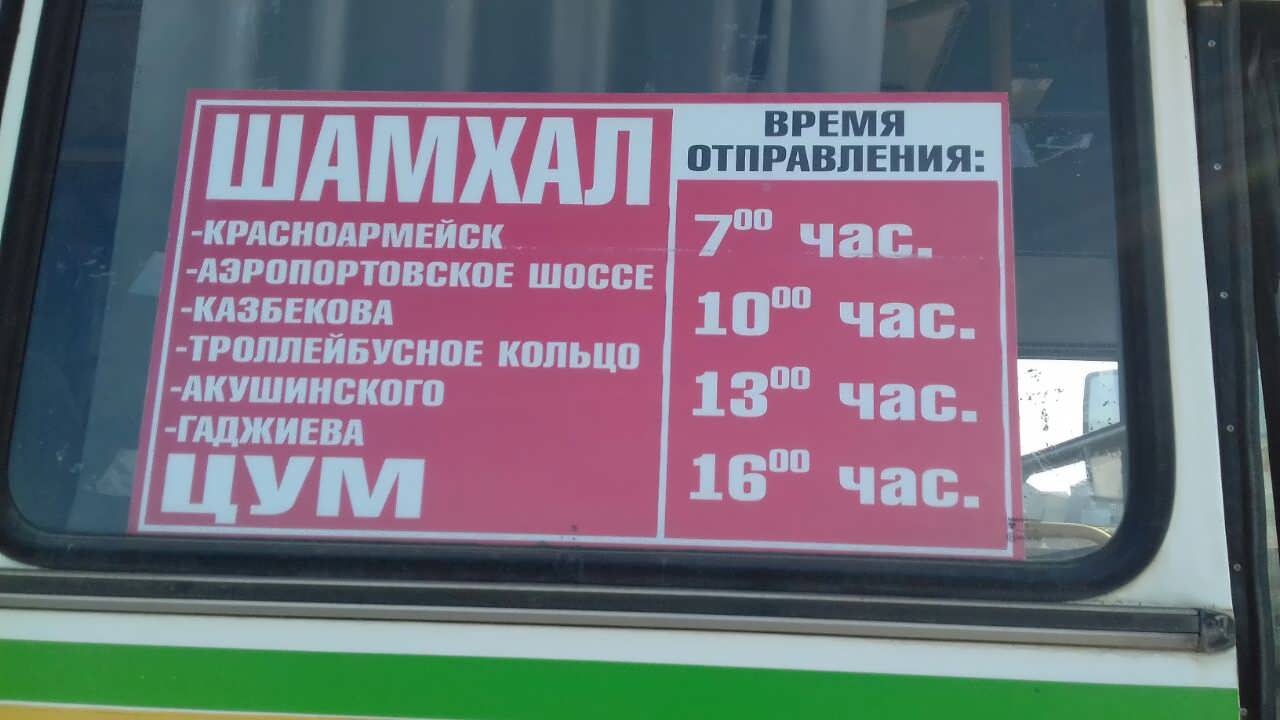 ШАМХАЛ
-КРАСНОАРМЕЙСК
-АЭРОПОРТОВСКОЕ ШОССЕ
-КАЗБЕКОВА
-ТРОЛЛЕЙБУСНОЕ КОЛЬЦО
-АКУШИНСКОГО
-ГАДЖИЕВА
ЦУМ
ВРЕМЯ
ОТПРАВЛЕНИЯ:
7⁰⁰ час.
10⁰⁰ час.
13⁰⁰ час.
16⁰⁰ час.